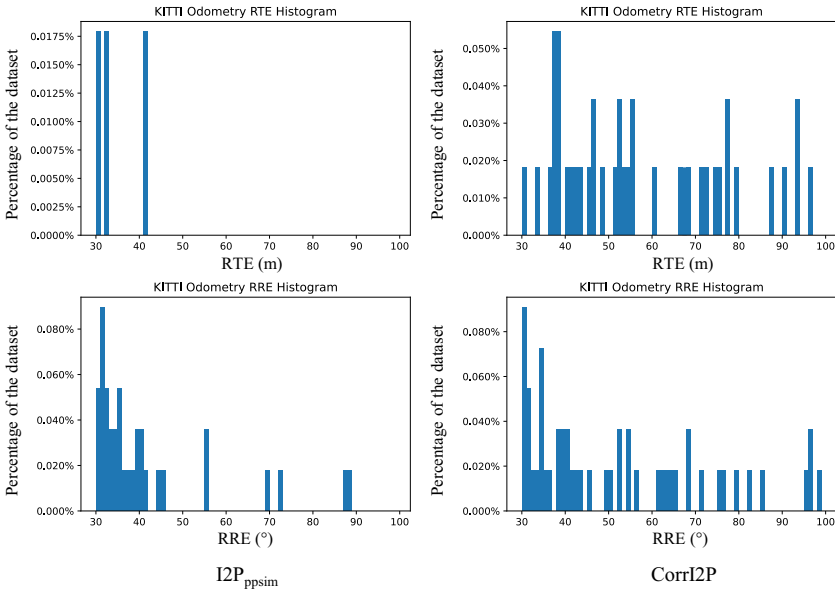 KITTI Odometry RTE Histogram
0.0175%
0.0150%
0.0125%
0.0100%
0.0075%
0.0050%
0.0025%
0.0000%
Percentage of the dataset
30 40 50 60 70 80 90 100
RTE (m)
KITTI Odometry RTE Histogram
0.050%
0.040%
0.030%
0.020%
0.010%
0.000%
Percentage of the dataset
30 40 50 60 70 80 90 100
RTE (m)
KITTI Odometry RRE Histogram
0.080%
0.060%
0.040%
0.020%
0.000%
Percentage of the dataset
30 40 50 60 70 80 90 100
RRE (°)
KITTI Odometry RRE Histogram
0.080%
0.060%
0.040%
0.020%
0.000%
Percentage of the dataset
30 40 50 60 70 80 90 100
RRE (°)
I2Pppsim
CorrI2P